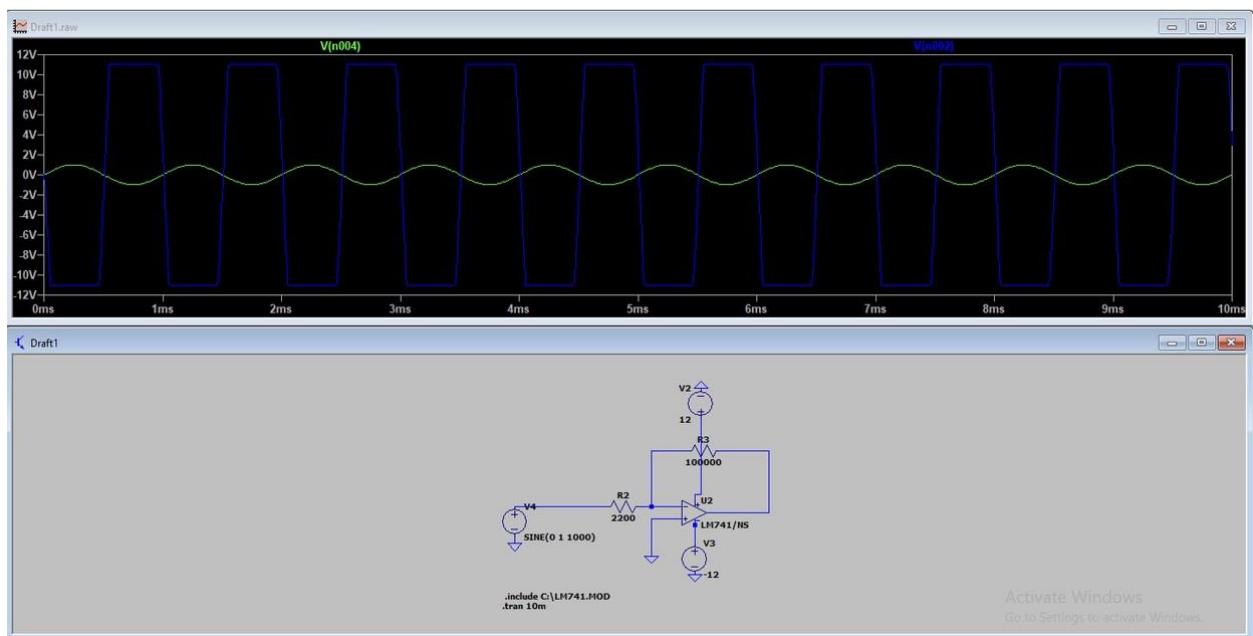 Draft1.raw
V(n004) V(n002)
12V
10V
8V
6V
4V
2V
0V
-2V
-4V
-6V
-8V
-10V
-12V
0ms 1ms 2ms 3ms 4ms 5ms 6ms 7ms 8ms 9ms 10ms
Draft1
V2
12
R3
100000
R2
2200
U2
LM741/NS
V4
SINE(0 1 1000)
V3
-12
.include C:\LM741.MOD
.tran 10m
Activate Windows
Go to Settings to activate Windows.